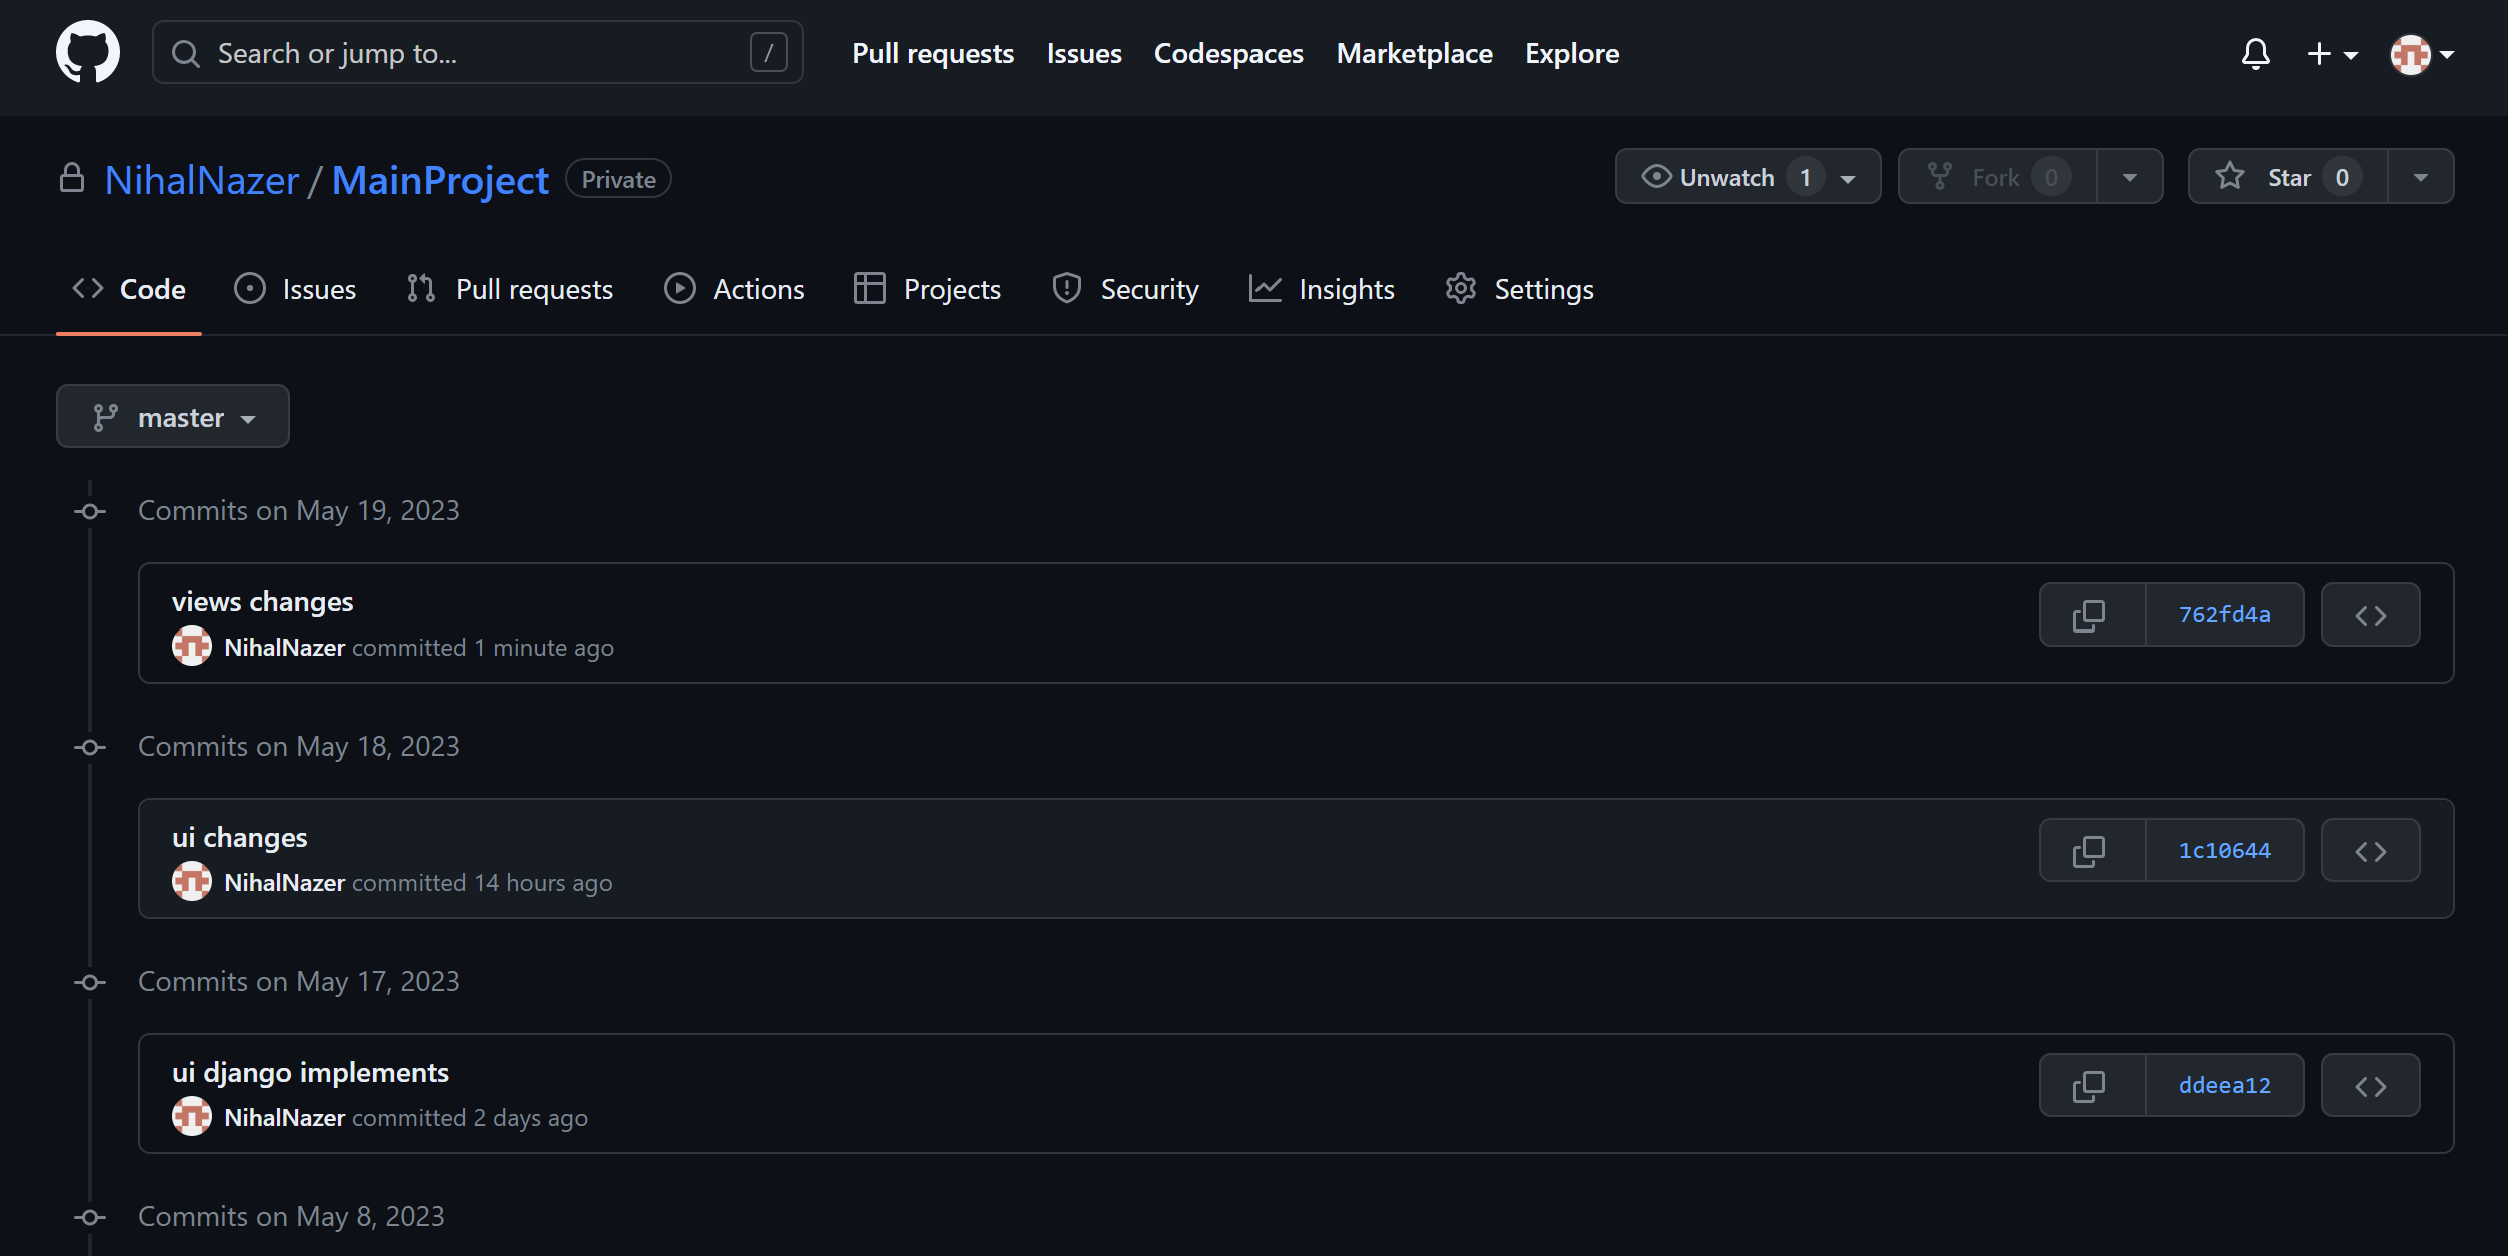 Search or jump to... / Pull requests Issues Codespaces Marketplace Explore
NihalNazer / MainProject Private Unwatch 1 Fork 0 Star 0
Code Issues Pull requests Actions Projects Security Insights Settings
master
Commits on May 19, 2023
views changes
NihalNazer committed 1 minute ago
762fd4a
Commits on May 18, 2023
ui changes
NihalNazer committed 14 hours ago
1c10644
Commits on May 17, 2023
ui django implements
NihalNazer committed 2 days ago
ddeea12
Commits on May 8, 2023